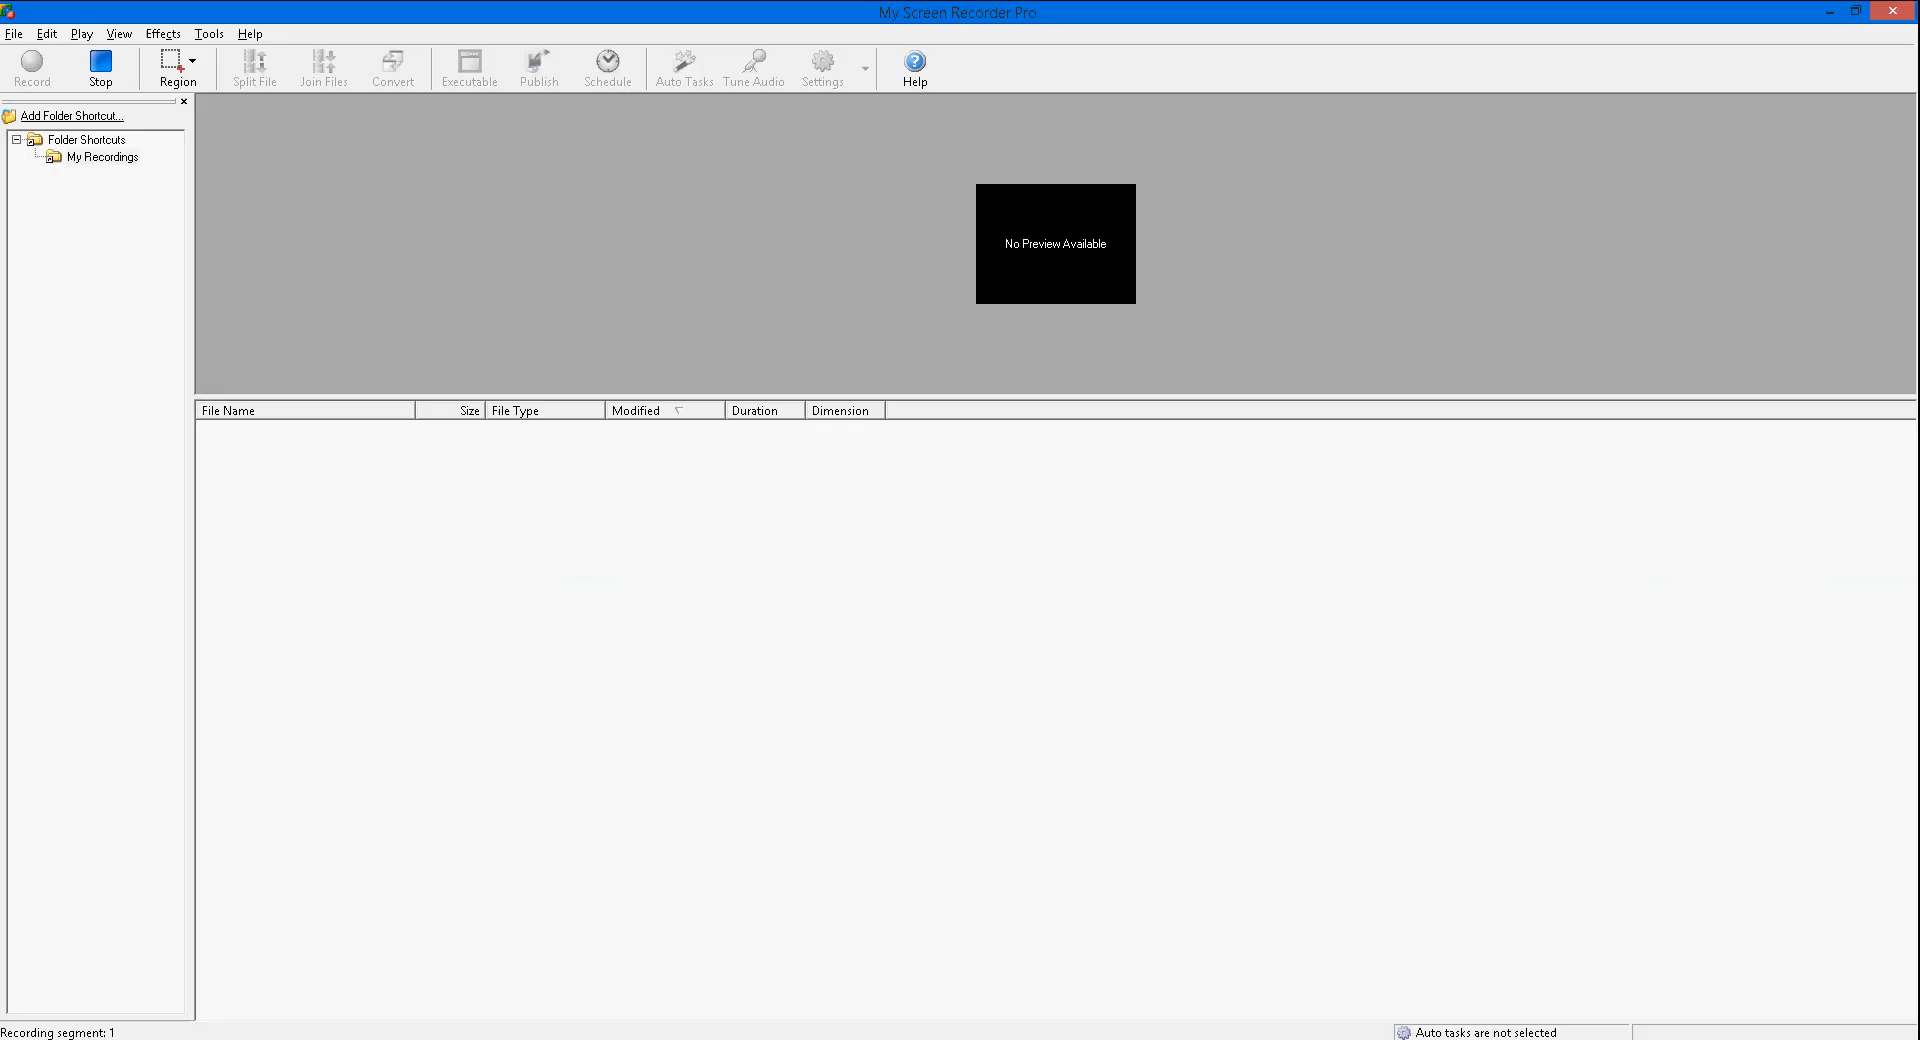 My Screen Recorder Pro
File Edit Play View Effects Tools Help
Record Stop Region Split File Join Files Convert Executable Publish Schedule Auto Tasks Tune Audio Settings Help
Add Folder Shortcut...
Folder Shortcuts
My Recordings
No Preview Available
File Name Size File Type Modified Duration Dimension
Recording segment: 1 Auto tasks are not selected